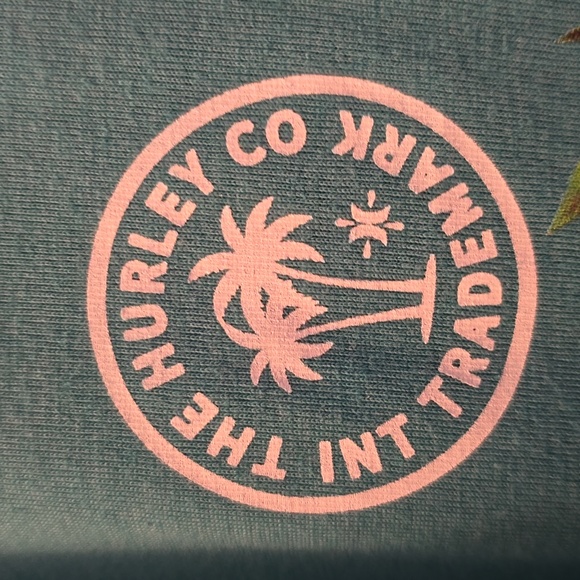 THE HURLEY CO
INT TRADEMARK